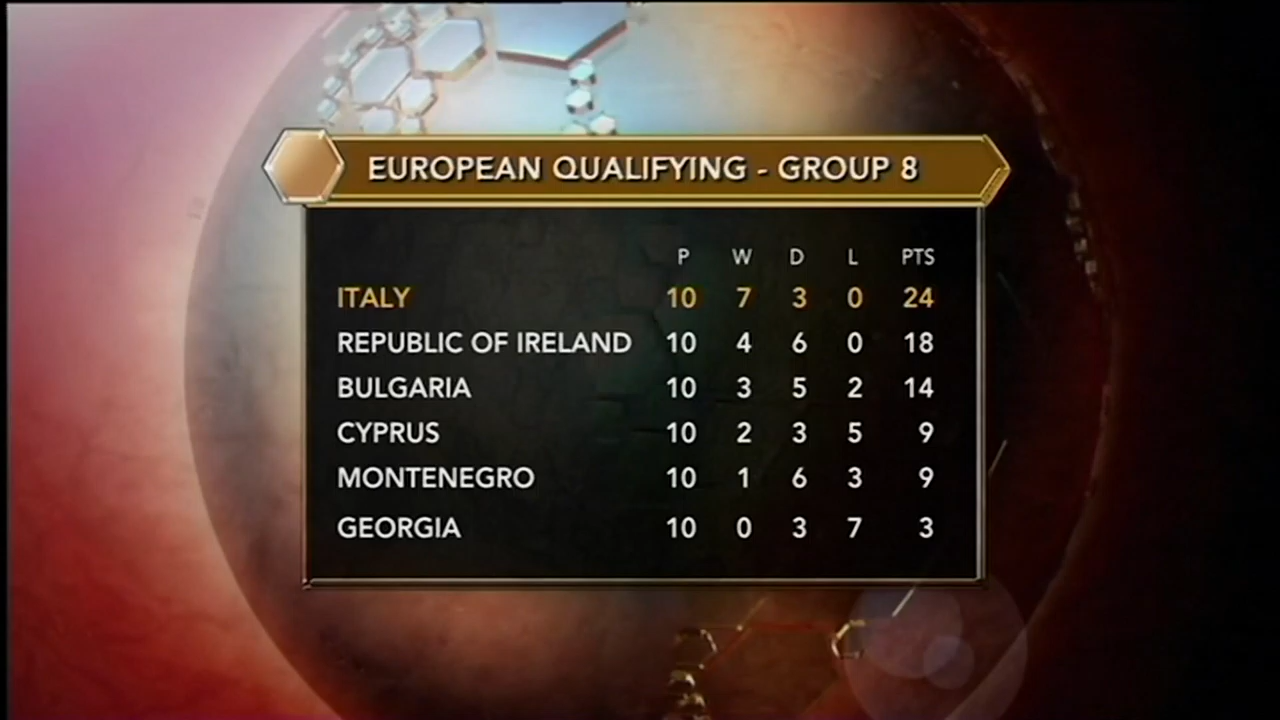 EUROPEAN QUALIFYING - GROUP 8
P W D L PTS
ITALY 10 7 3 0 24
REPUBLIC OF IRELAND 10 4 6 0 18
BULGARIA 10 3 5 2 14
CYPRUS 10 2 3 5 9
MONTENEGRO 10 1 6 3 9
GEORGIA 10 0 3 7 3